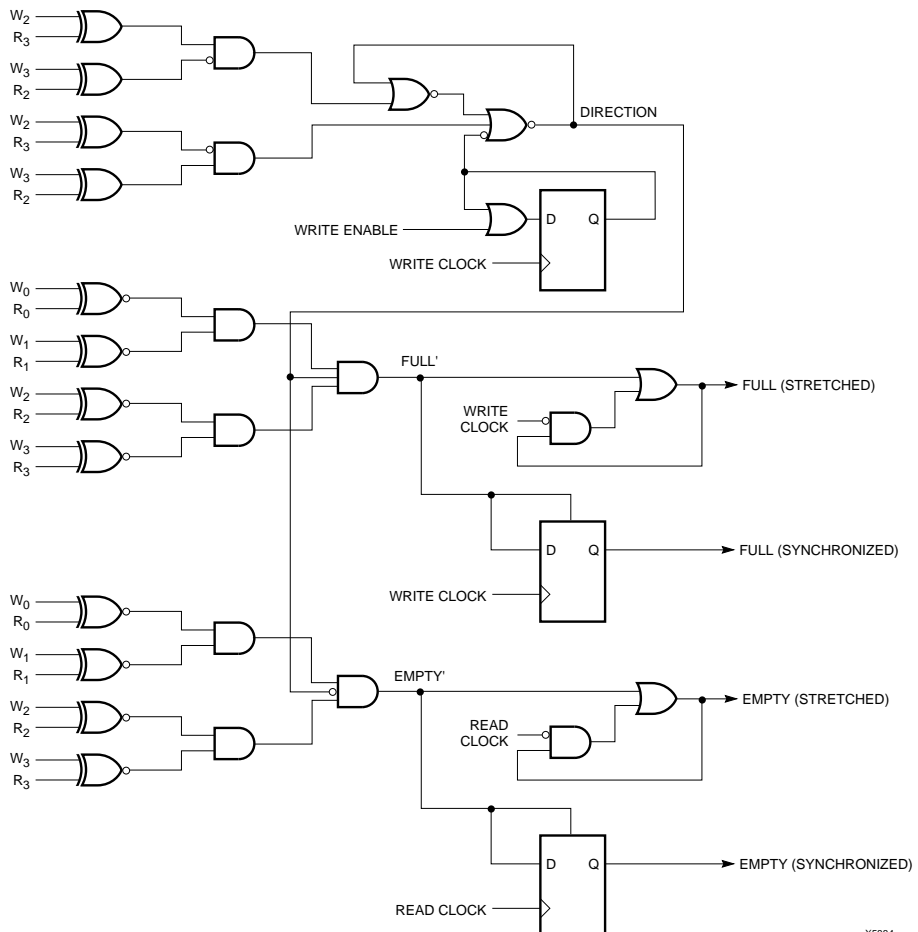 W2
R3
W3
R2
W2
R3
W3
R2
DIRECTION
WRITE ENABLE
D Q
WRITE CLOCK
W0
R0
W1
R1
W2
R2
W3
R3
FULL'
WRITE
CLOCK
FULL (STRETCHED)
D Q
FULL (SYNCHRONIZED)
WRITE CLOCK
W0
R0
W1
R1
W2
R2
W3
R3
EMPTY'
READ
CLOCK
EMPTY (STRETCHED)
D Q
EMPTY (SYNCHRONIZED)
READ CLOCK